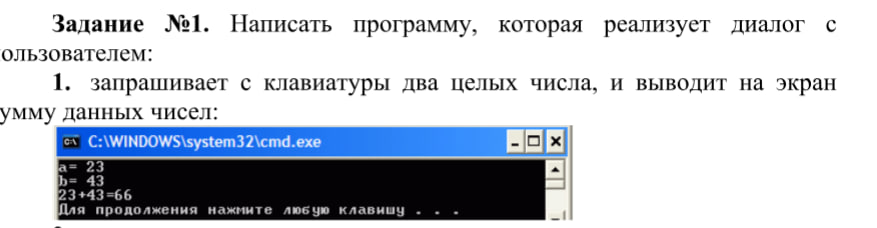 Задание №1. Написать программу, которая реализует диалог с
ользователем:
1. запрашивает с клавиатуры два целых числа, и выводит на экран
умму данных чисел:
C:\WINDOWS\system32\cmd.exe
a= 23
b= 43
23+43=66
Для продолжения нажмите любую клавишу . . .